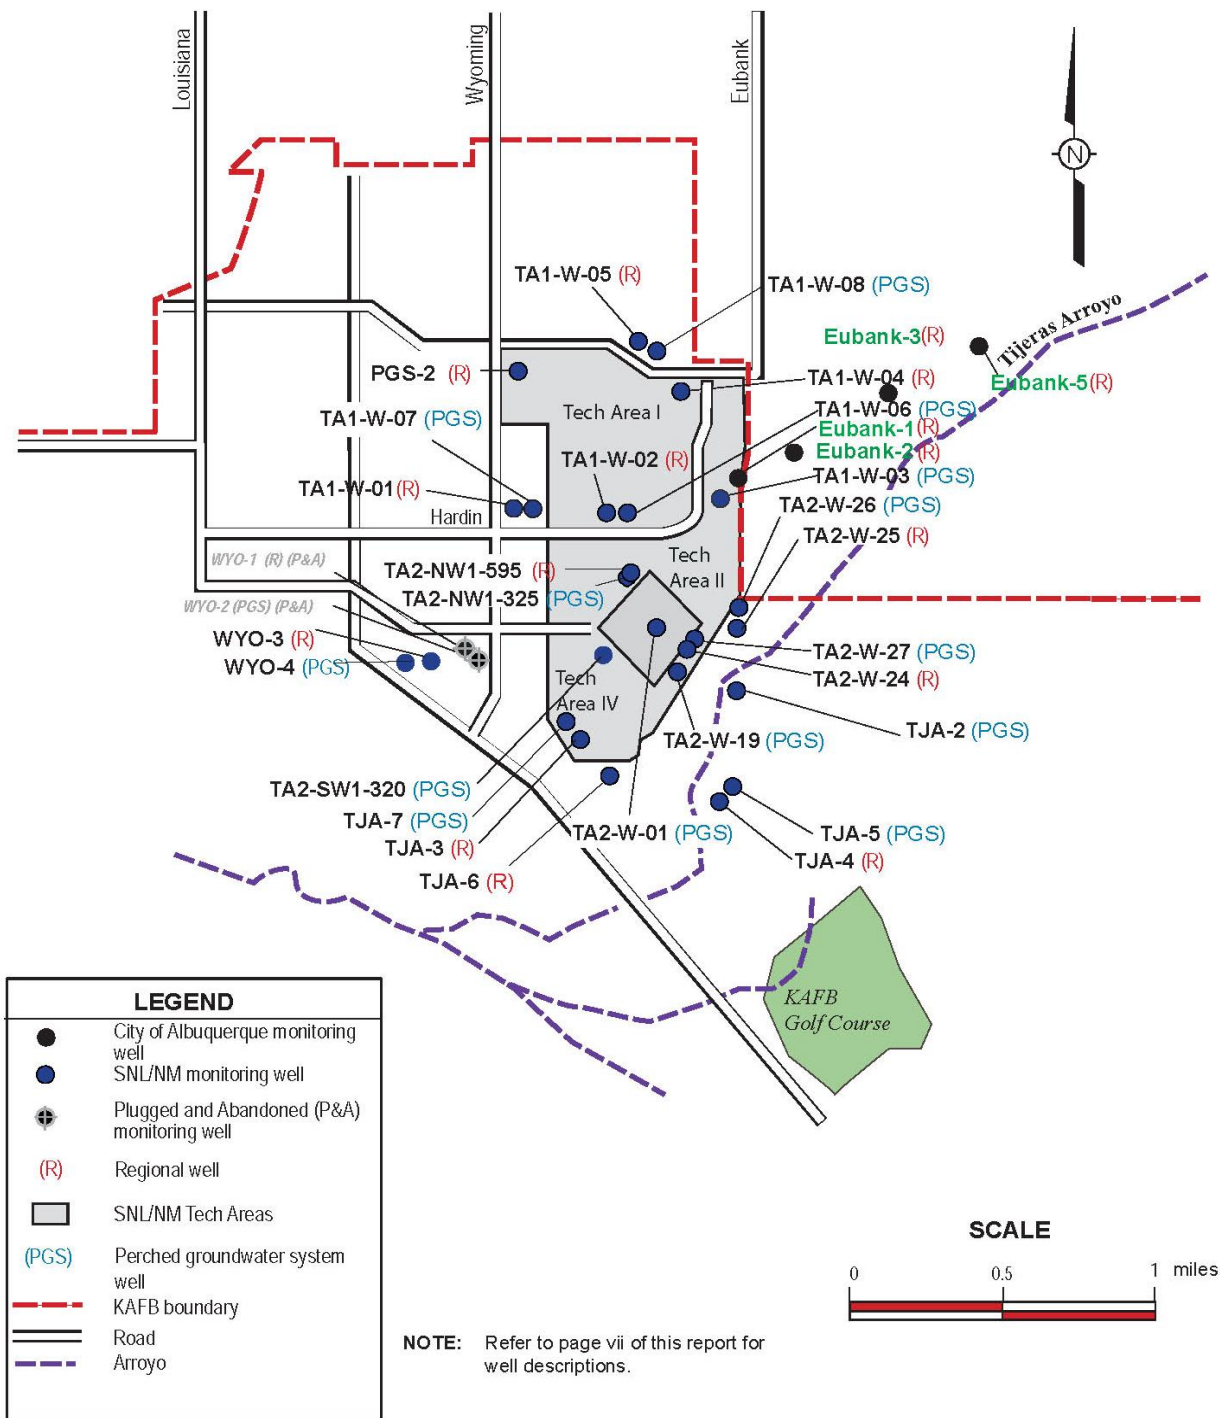 Louisiana
Wyoming
Eubank
N
TA1-W-05 (R)
TA1-W-08 (PGS)
Tijeras Arroyo
Eubank-3(R)
PGS-2 (R)
TA1-W-04 (R)
Eubank-5(R)
Tech Area I
TA1-W-07 (PGS)
TA1-W-06 (PGS)
Eubank-1(R)
Eubank-2(R)
TA1-W-02 (R)
TA1-W-03 (PGS)
TA1-W-01(R)
TA2-W-26 (PGS)
Hardin
TA2-W-25 (R)
WYO-1 (R) (P&A)
TA2-NW1-595 (R)
Tech
Area II
TA2-NW1-325 (PGS)
WYO-2 (PGS) (P&A)
WYO-3 (R)
WYO-4 (PGS)
TA2-W-27 (PGS)
TA2-W-24 (R)
Tech
Area IV
TJA-2 (PGS)
TA2-W-19 (PGS)
TA2-SW1-320 (PGS)
TJA-7 (PGS)
TA2-W-01 (PGS)
TJA-5 (PGS)
TJA-3 (R)
TJA-4 (R)
TJA-6 (R)
KAFB
Golf Course
LEGEND
City of Albuquerque monitoring
well
SNL/NM monitoring well
Plugged and Abandoned (P&A)
monitoring well
(R) Regional well
SNL/NM Tech Areas
(PGS) Perched groundwater system
well
KAFB boundary
Road
Arroyo
SCALE
0 0.5 1 miles
NOTE: Refer to page vii of this report for
well descriptions.